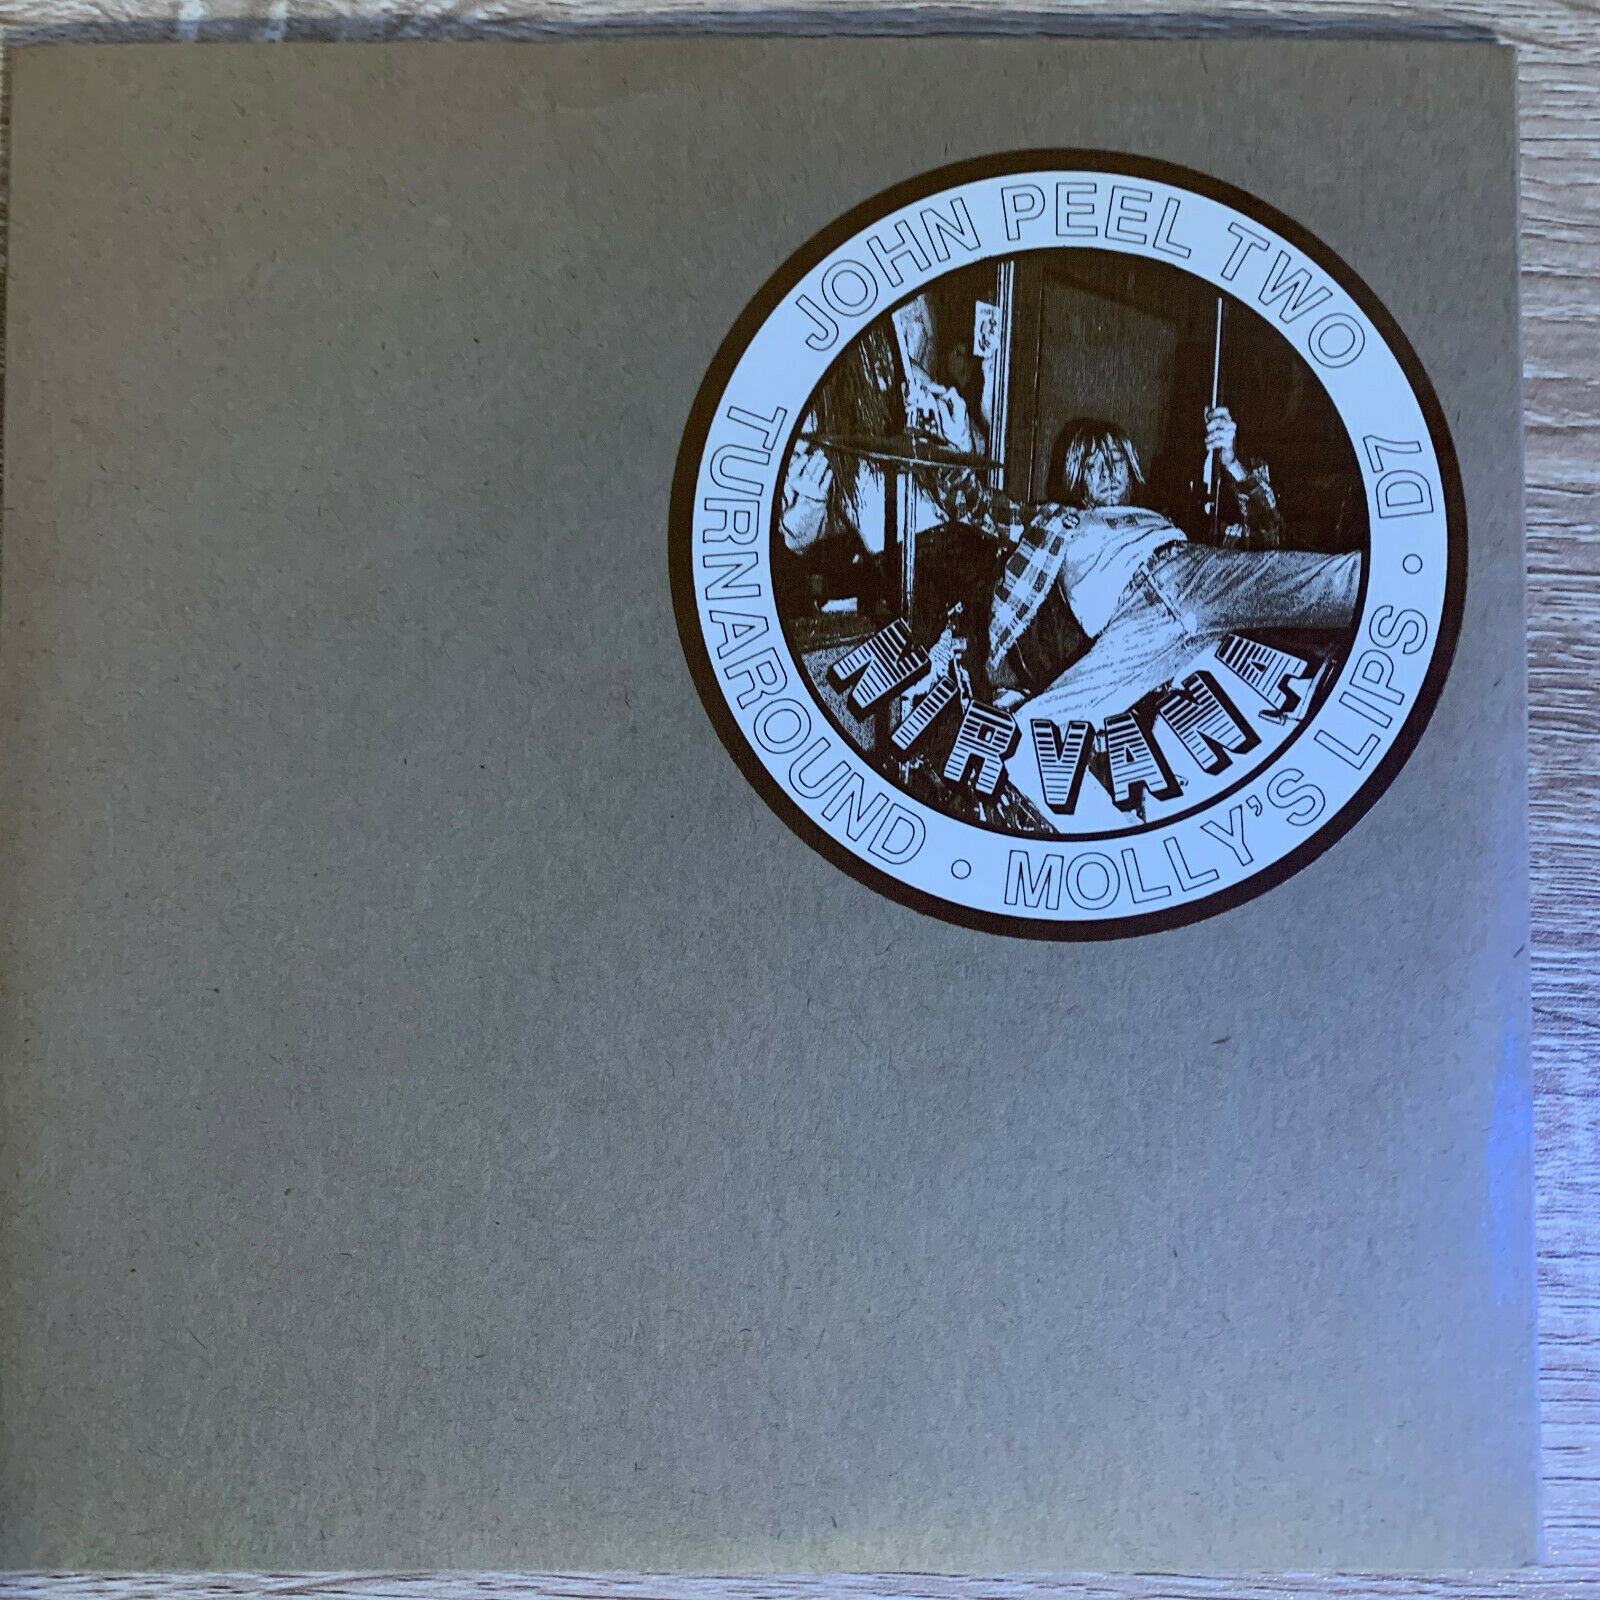 JOHN PEEL TWO
TURNAROUND • MOLLY'S LIPS • D7
NIRVANA